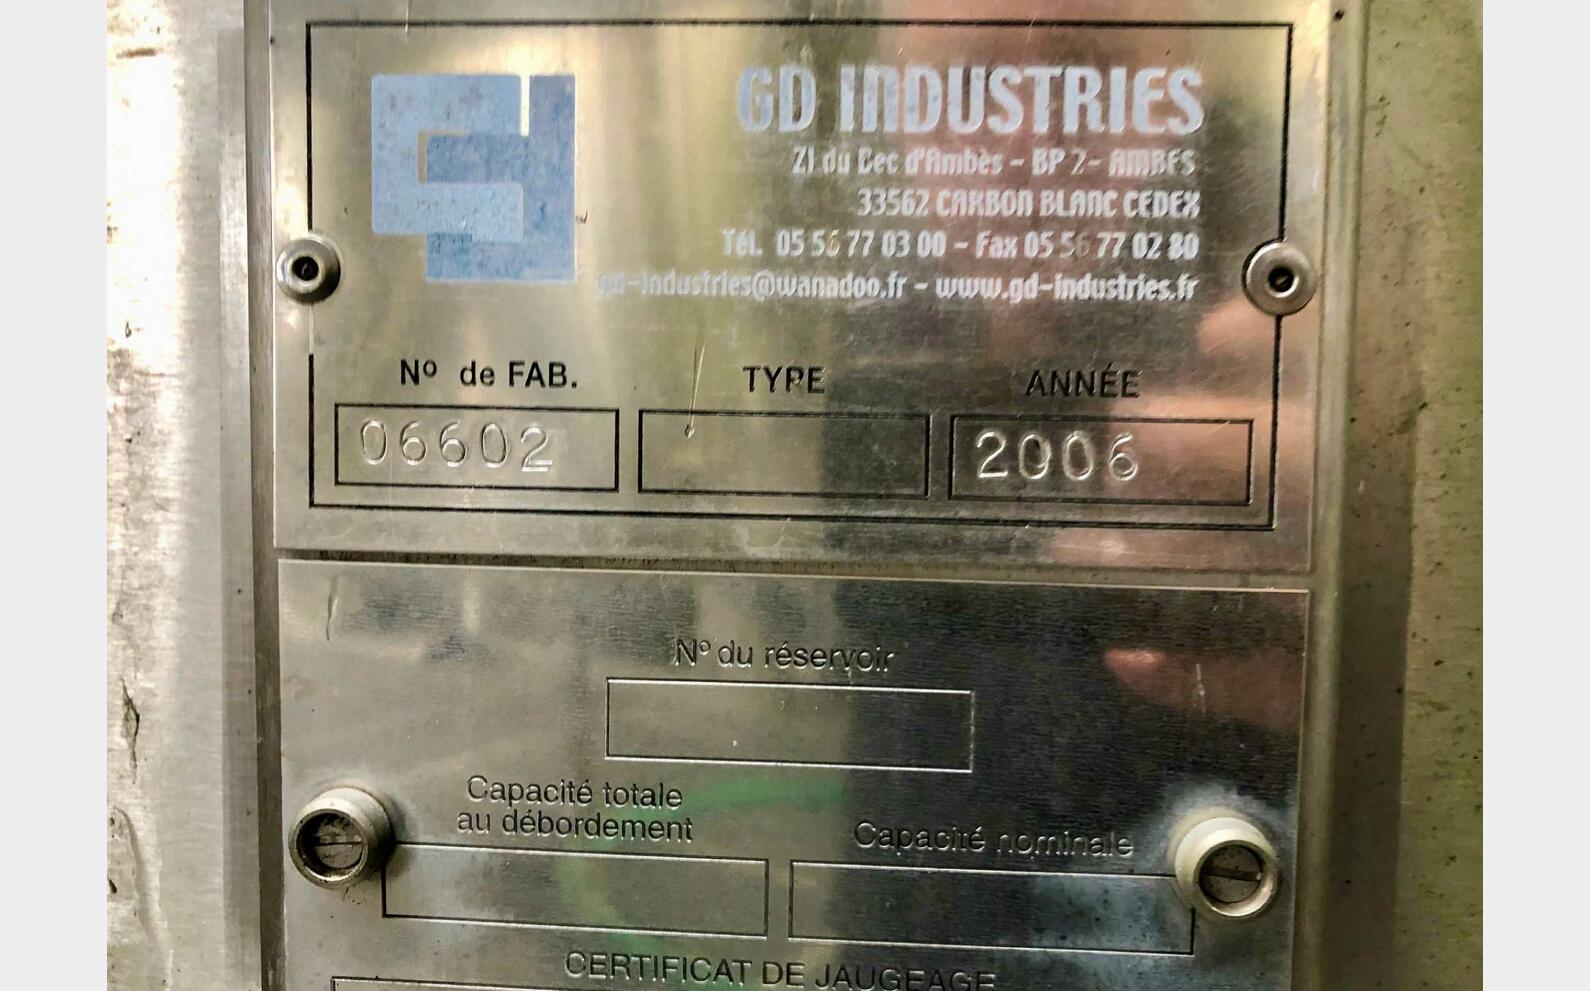 GD INDUSTRIES
ZI du Bec d'Ambès - BP 2- AMBES
33562 CARBON BLANC CEDEX
Tél. 05 56 77 03 00 - Fax 05 56 77 02 80
gd-industries@wanadoo.fr - www.gd-industries.fr
Nº de FAB. TYPE ANNÉE
06602 2006
Nº du réservoir
Capacité totale
au débordement
Capacité nominale
CERTIFICAT DE JAUGEAGE